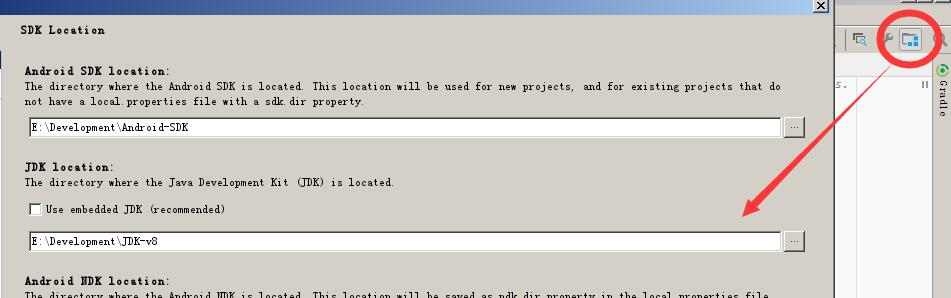 SDK Location
Android SDK location:
The directory where the Android SDK is located. This location will be used for new projects, and for existing projects that do
not have a local.properties file with a sdk.dir property.
E:\Development\Android-SDK
...
JDK location:
The directory where the Java Development Kit (JDK) is located.
Use embedded JDK (recommended)
E:\Development\JDK-v8
...
Android NDK location:
The directory where the Android NDK is located. This location will be saved as ndk.dir property in the local.properties file
s.
Gradle